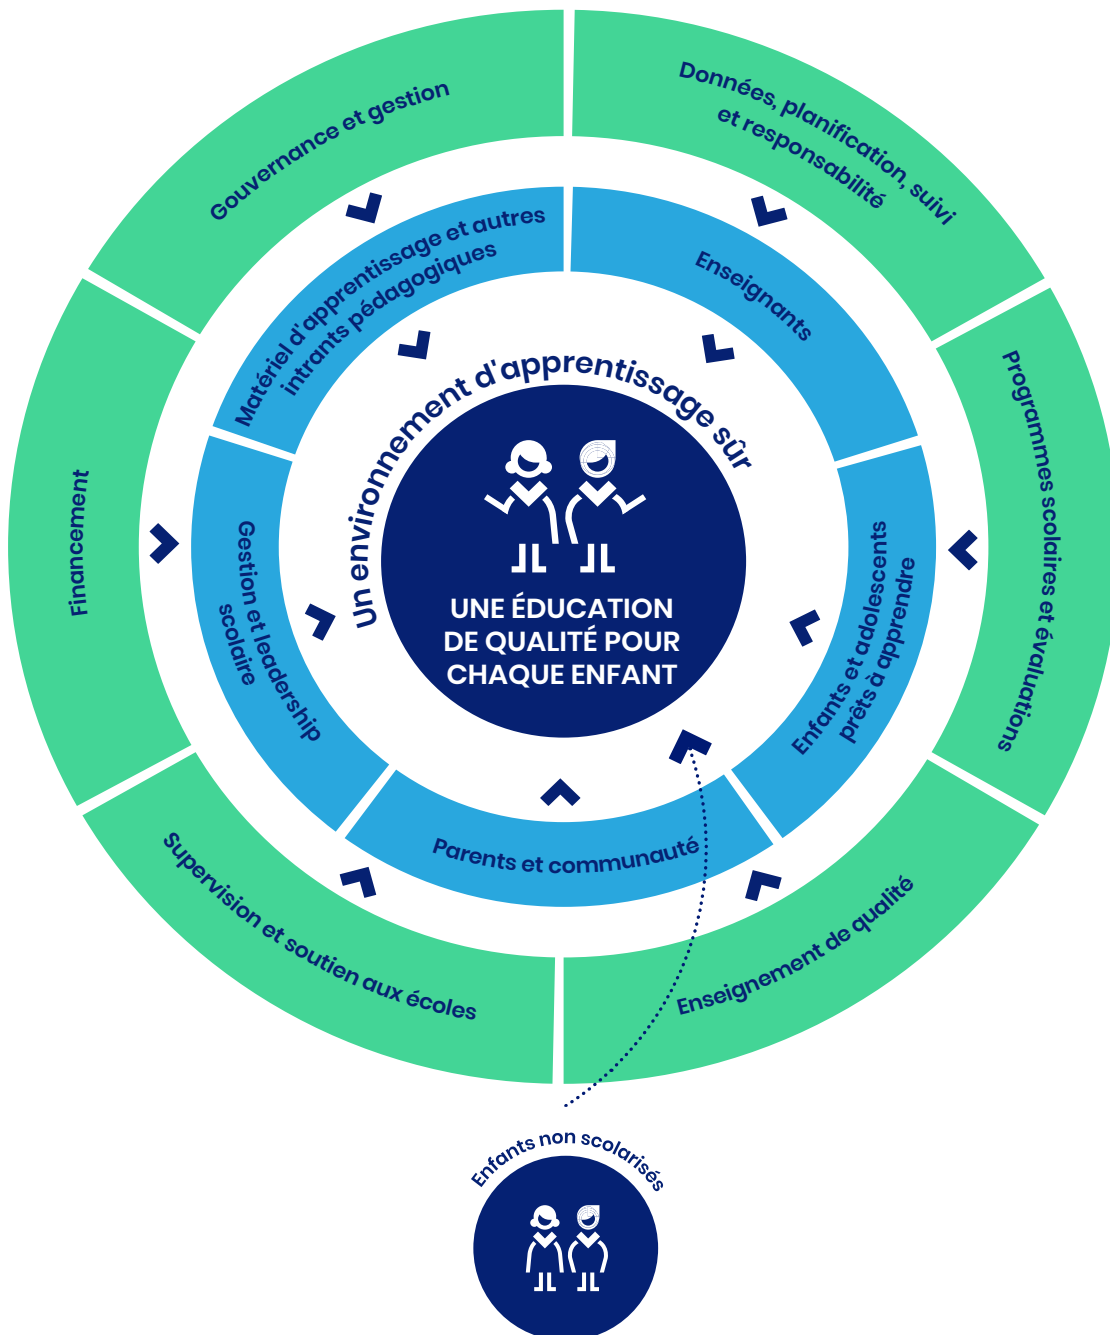 Gouvernance et gestion
Données, planification, suivi
et responsabilité
Matériel d'apprentissage et autres
intrants pédagogiques
Enseignants
Un environnement d'apprentissage sûr
Financement
Programmes scolaires et évaluations
Gestion et leadership
scolaire
Enfants et adolescents
prêts à apprendre
UNE ÉDUCATION
DE QUALITÉ POUR
CHAQUE ENFANT
Parents et communauté
Supervision et soutien aux écoles
Enseignement de qualité
Enfants non scolarisés